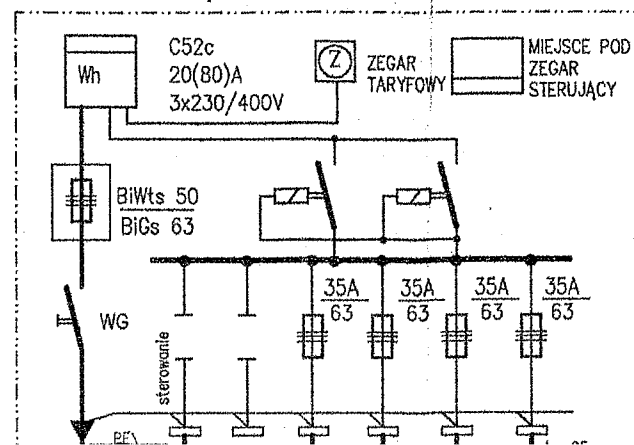 C52c
20(80)A
3x230/400V
Wh
Z
ZEGAR
TARYFOWY
MIEJSCE POD
ZEGAR
STERUJĄCY
BiWts 50
BiGs 63
35A
63
35A
63
35A
63
35A
63
WG
sterowanie
PE